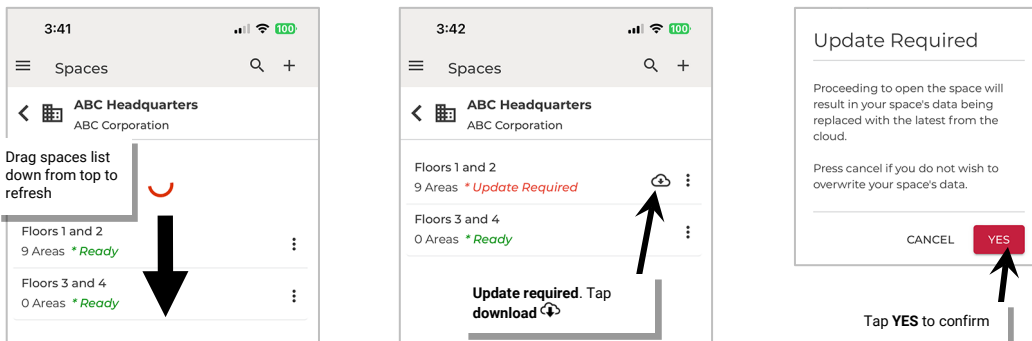 3:41
100
Spaces
ABC Headquarters
ABC Corporation
Drag spaces list
down from top to
refresh
Floors 1 and 2
9 Areas * Ready
Floors 3 and 4
0 Areas * Ready
3:42
100
Spaces
ABC Headquarters
ABC Corporation
Floors 1 and 2
9 Areas * Update Required
Floors 3 and 4
0 Areas * Ready
Update required. Tap
download
Update Required
Proceeding to open the space will
result in your space's data being
replaced with the latest from the
cloud.
Press cancel if you do not wish to
overwrite your space's data.
CANCEL YES
Tap YES to confirm